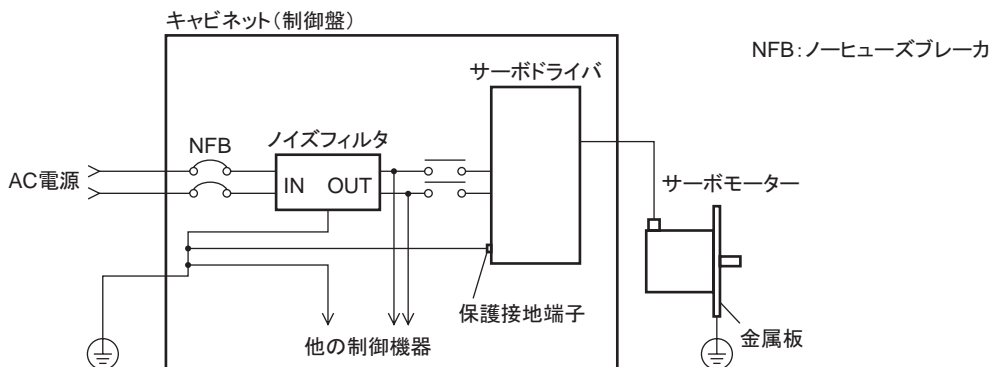 キャビネット(制御盤)
NFB:ノーヒューズブレーカ
サーボドライバ
NFB
ノイズフィルタ
AC電源
IN OUT
サーボモーター
保護接地端子
他の制御機器
金属板